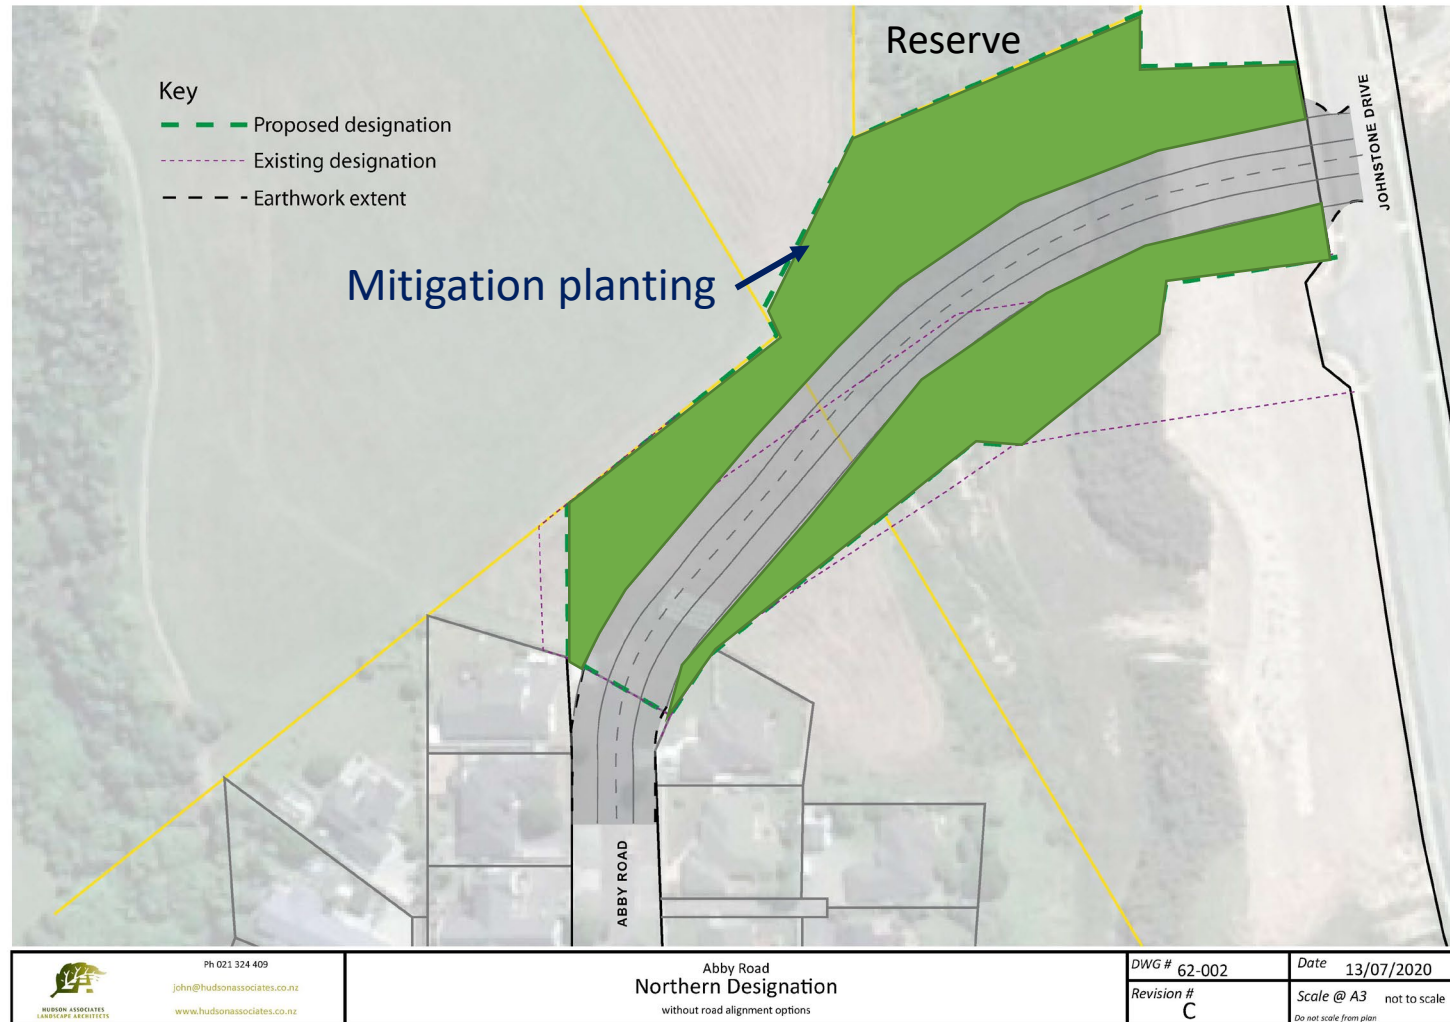 Reserve
Key
Proposed designation
Existing designation
Earthwork extent
Mitigation planting
JOHNSTONE DRIVE
ABBY ROAD
HUDSON ASSOCIATES
LANDSCAPE ARCHITECTS
Ph 021 324 409
john@hudsonassociates.co.nz
www.hudsonassociates.co.nz
Abby Road
Northern Designation
without road alignment options
DWG # 62-002
Revision #
C
Date 13/07/2020
Scale @ A3 not to scale
Do not scale from plan